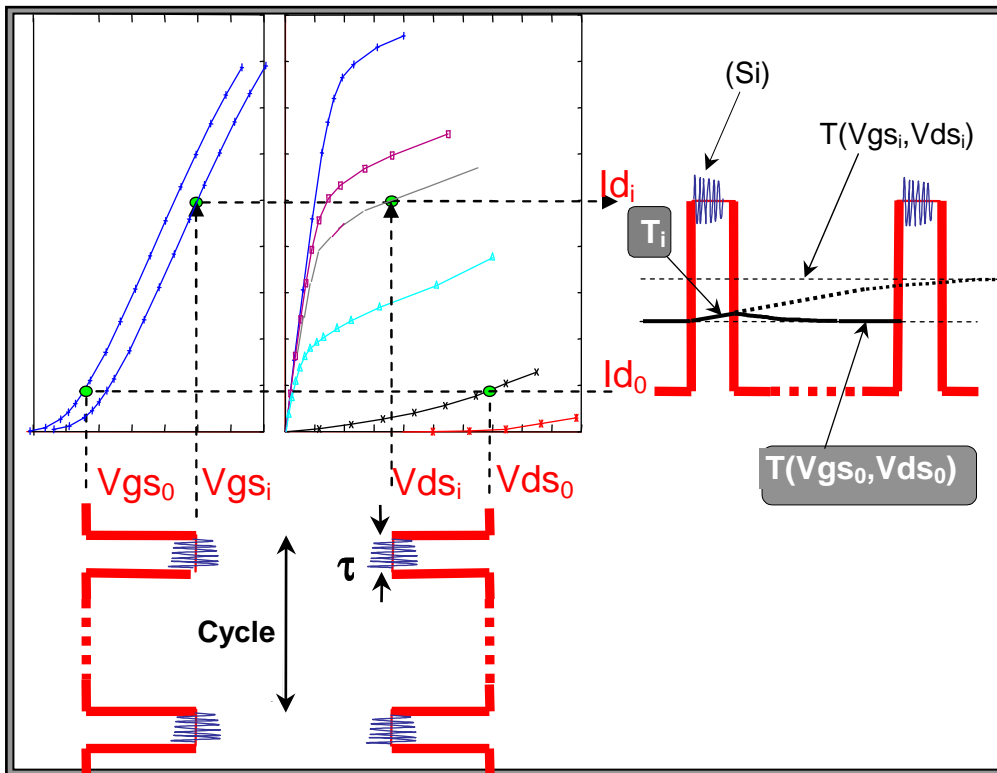 (Si)
T(Vgsᵢ,Vdsᵢ)
Idᵢ
Tᵢ
Id₀
T(Vgs₀,Vds₀)
Vgs₀ Vgsᵢ Vdsᵢ Vds₀
τ
Cycle